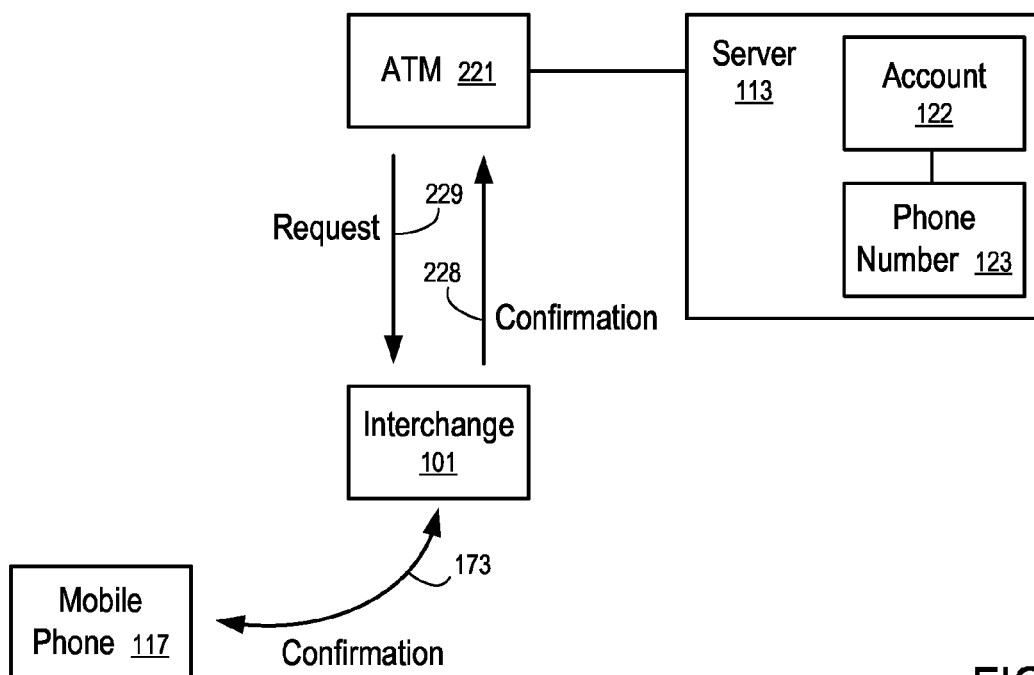 ATM 221
Server
113
Account
122
Phone
Number 123
229
Request
228
Confirmation
Interchange
101
173
Mobile
Phone 117
Confirmation
FIG